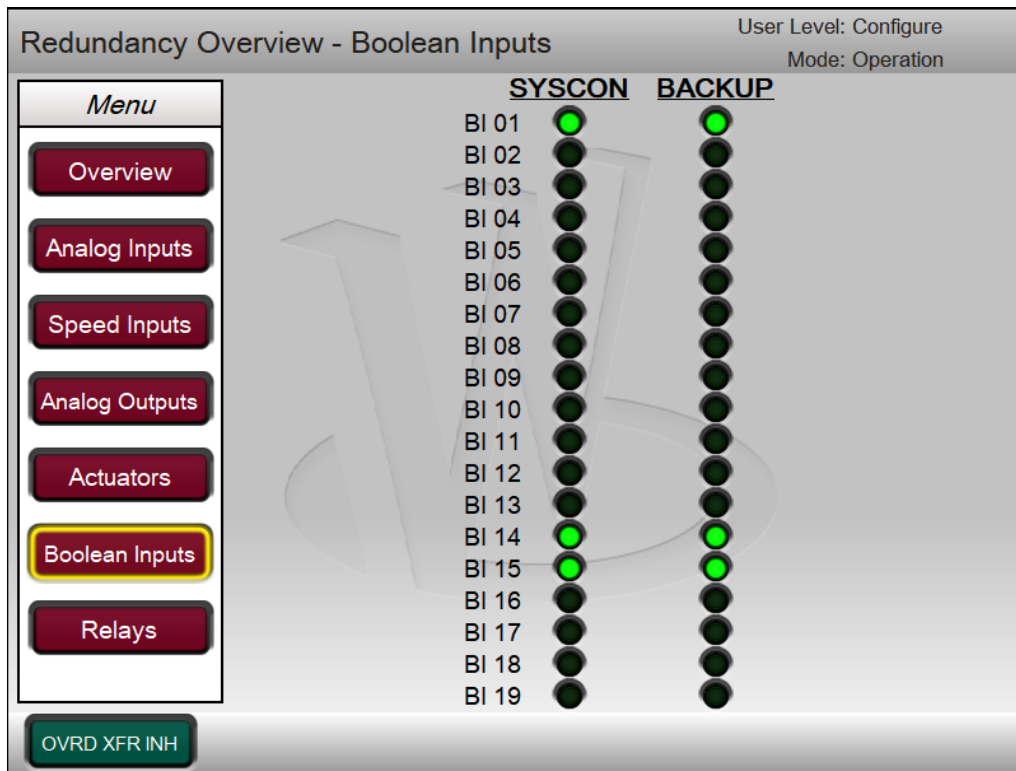 Redundancy Overview - Boolean Inputs
User Level: Configure
Mode: Operation
Menu
Overview
Analog Inputs
Speed Inputs
Analog Outputs
Actuators
Boolean Inputs
Relays
SYSCON BACKUP
BI 01
BI 02
BI 03
BI 04
BI 05
BI 06
BI 07
BI 08
BI 09
BI 10
BI 11
BI 12
BI 13
BI 14
BI 15
BI 16
BI 17
BI 18
BI 19
OVRD XFR INH